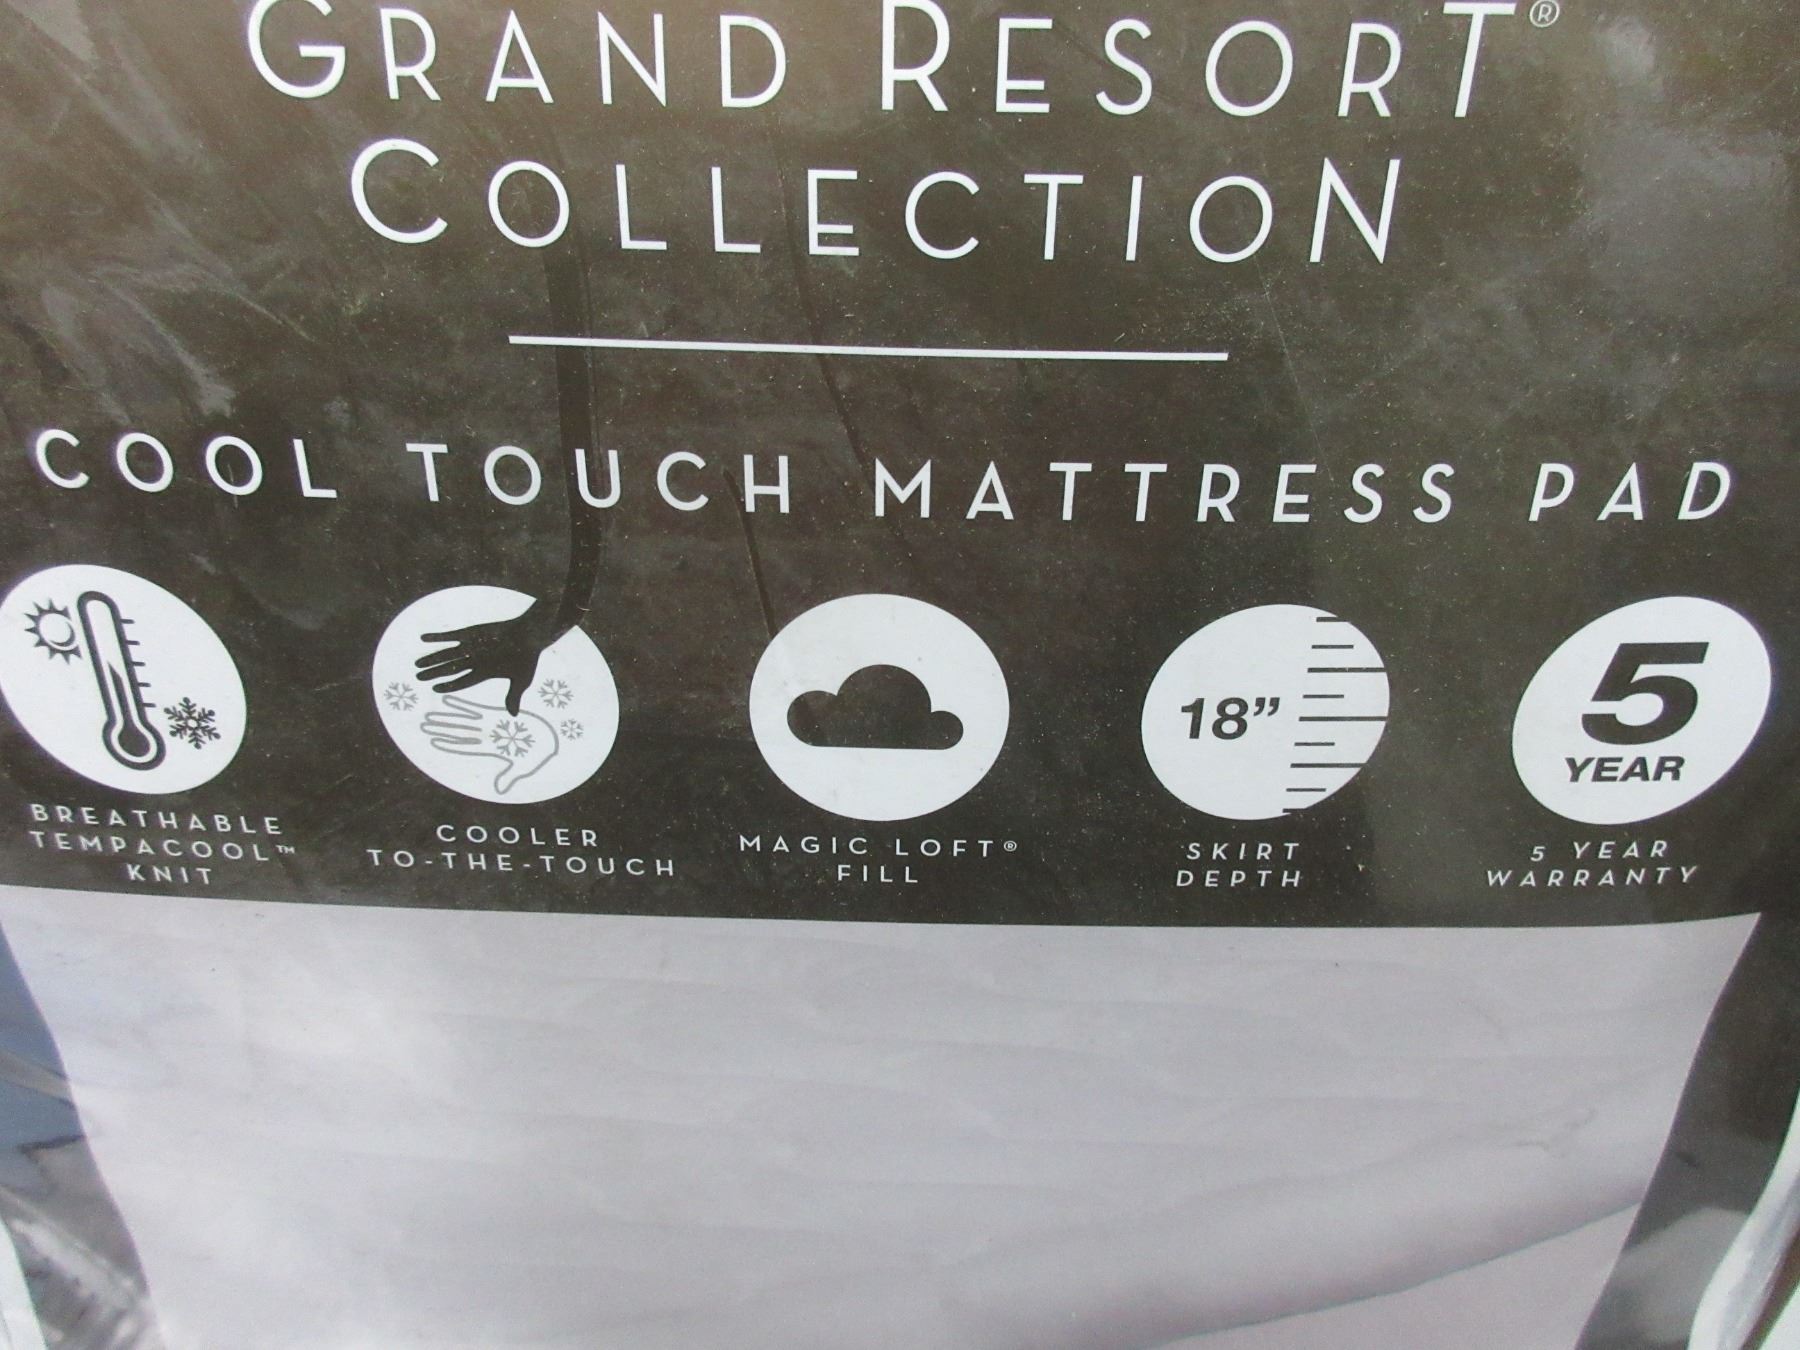 GRAND RESORT®
COLLECTION
COOL TOUCH MATTRESS PAD
18”
5
YEAR
BREATHABLE
TEMPACOOL™
KNIT
COOLER
TO-THE-TOUCH
MAGIC LOFT®
FILL
SKIRT
DEPTH
5 YEAR
WARRANTY